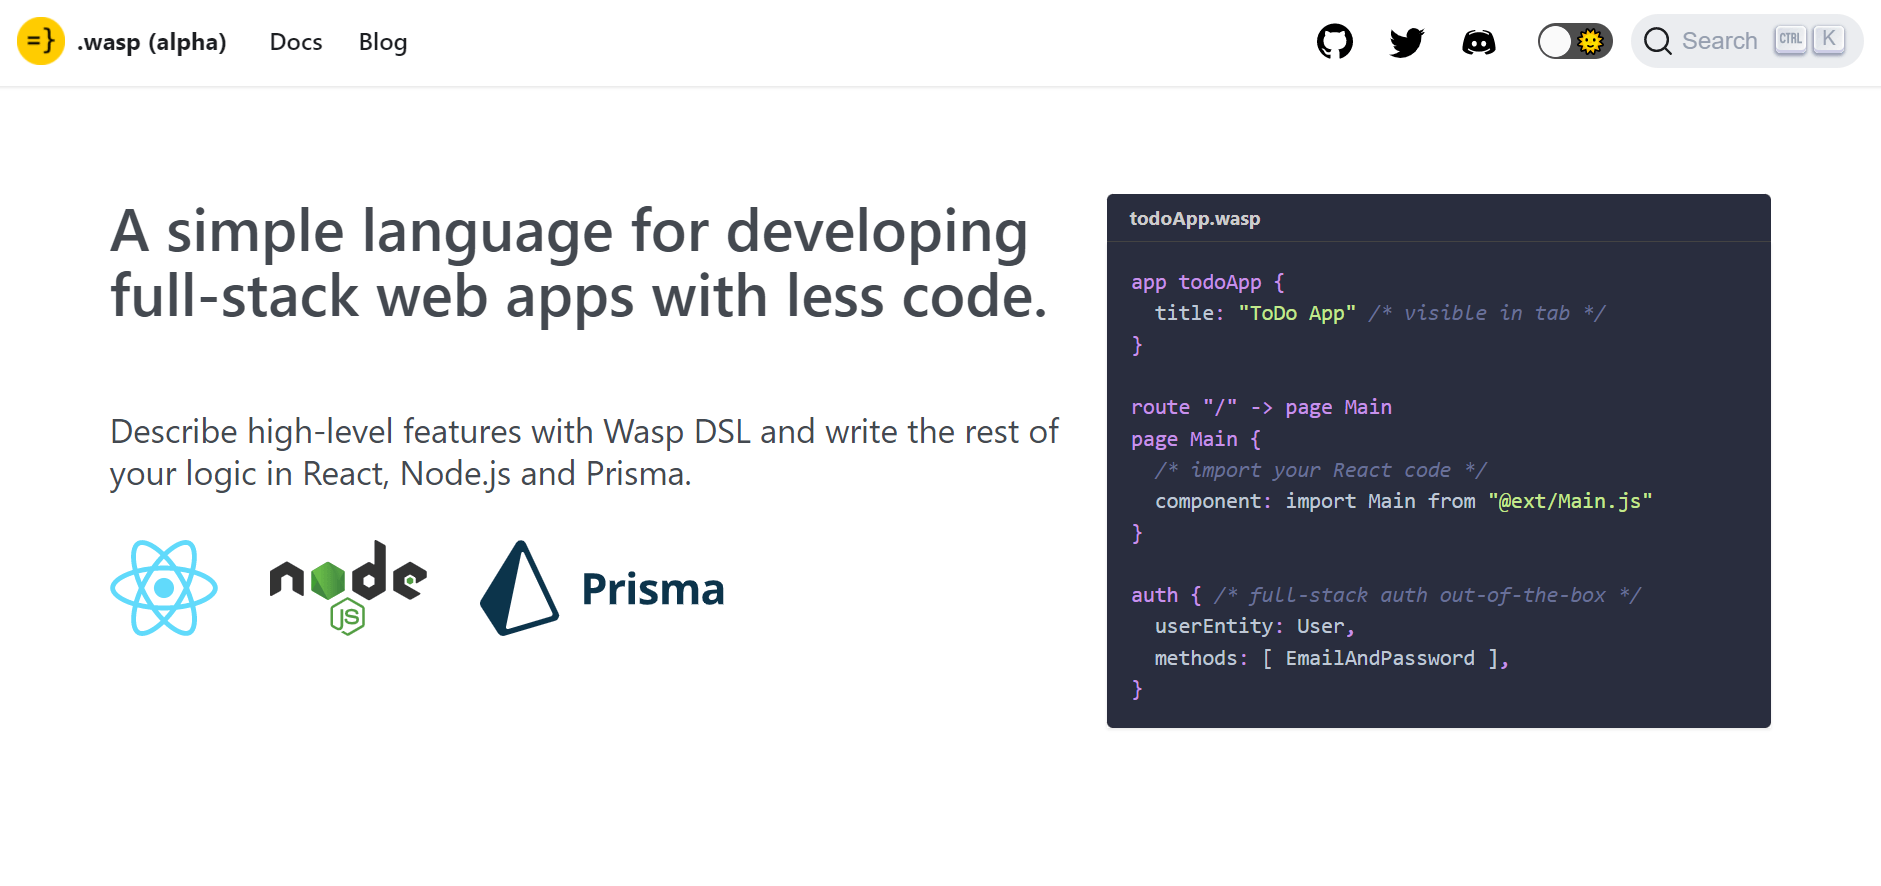 =} .wasp (alpha) Docs Blog Search CTRL K
A simple language for developing
full-stack web apps with less code.
Describe high-level features with Wasp DSL and write the rest of
your logic in React, Node.js and Prisma.
node
JS
Prisma
todoApp.wasp
app todoApp {
  title: "ToDo App" /* visible in tab */
}
route "/" -> page Main
page Main {
  /* import your React code */
  component: import Main from "@ext/Main.js"
}
auth { /* full-stack auth out-of-the-box */
  userEntity: User,
  methods: [ EmailAndPassword ],
}